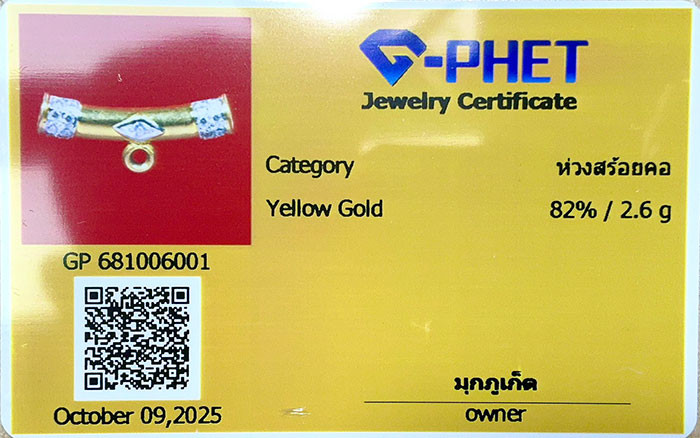 G-PHET
Jewelry Certificate
Category ห่วงสร้อยคอ
Yellow Gold 82% / 2.6 g
GP 681006001
October 09,2025
มุกภูเก็ต
owner